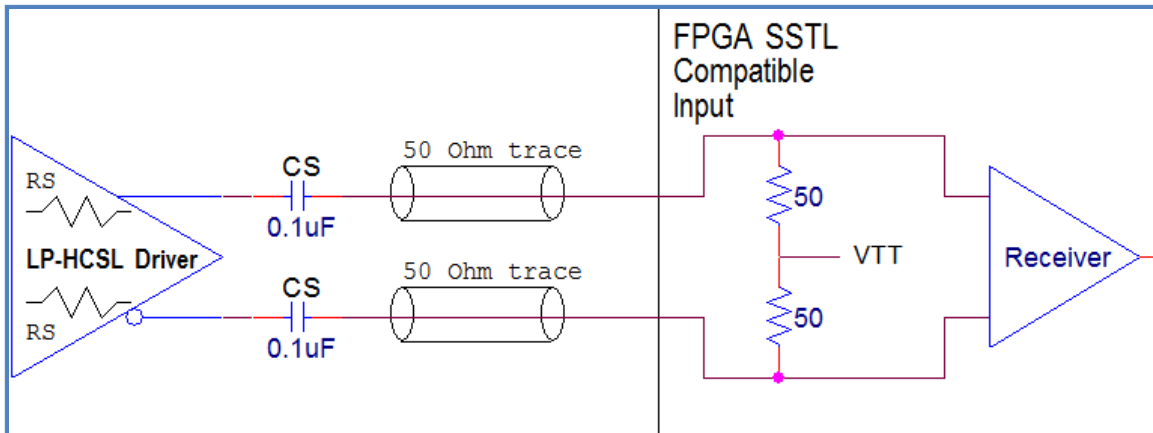 FPGA SSTL
Compatible
Input
50 Ohm trace
CS
RS
0.1uF
50
LP-HCSL Driver
VTT
Receiver
50 Ohm trace
CS
50
RS
0.1uF